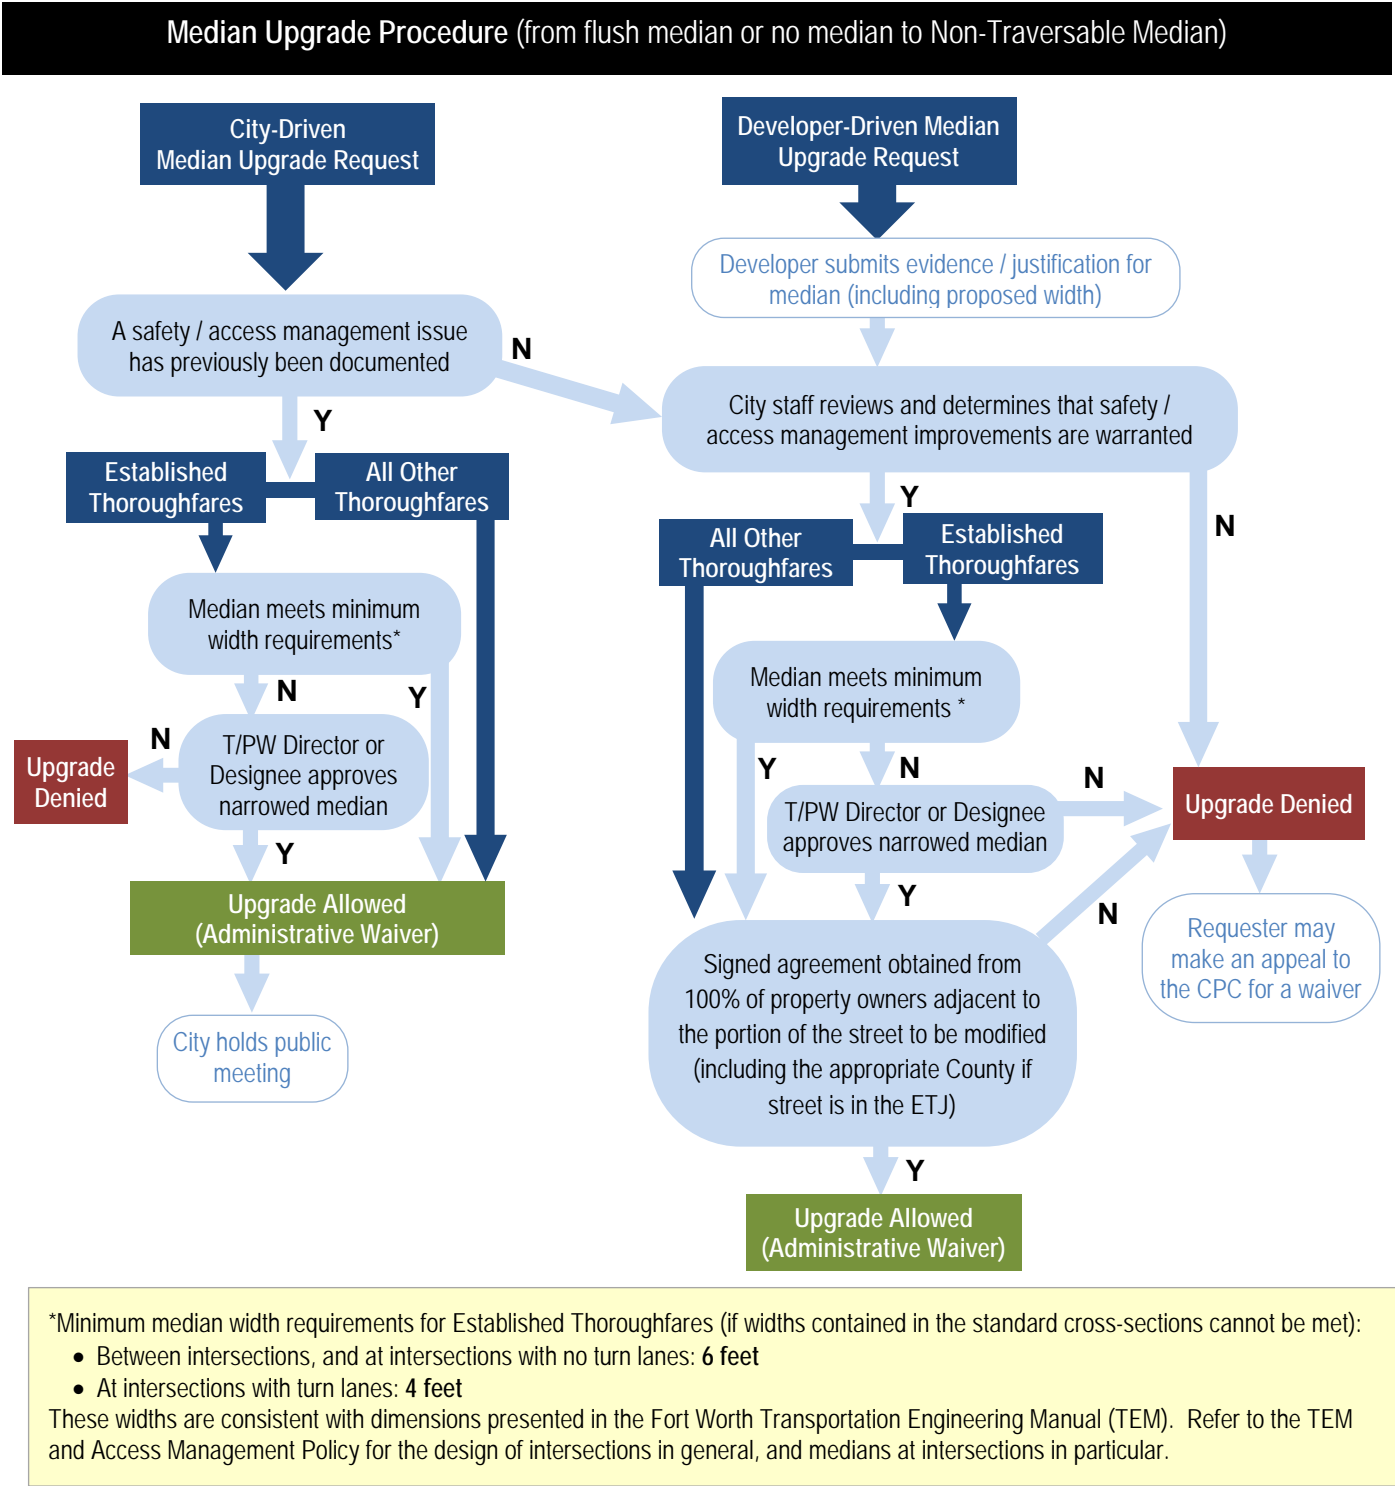 Median Upgrade Procedure (from flush median or no median to Non-Traversable Median)
City-Driven
Median Upgrade Request
A safety / access management issue
has previously been documented
N
Y
Established
Thoroughfares
All Other
Thoroughfares
Median meets minimum
width requirements*
N
Y
T/PW Director or
Designee approves
narrowed median
N
Upgrade
Denied
Y
Upgrade Allowed
(Administrative Waiver)
City holds public
meeting
Developer-Driven Median
Upgrade Request
Developer submits evidence / justification for
median (including proposed width)
City staff reviews and determines that safety /
access management improvements are warranted
Y
N
All Other
Thoroughfares
Established
Thoroughfares
Median meets minimum
width requirements *
Y
N
T/PW Director or Designee
approves narrowed median
N
Y
Upgrade Denied
Requester may
make an appeal to
the CPC for a waiver
Signed agreement obtained from
100% of property owners adjacent to
the portion of the street to be modified
(including the appropriate County if
street is in the ETJ)
N
Y
Upgrade Allowed
(Administrative Waiver)
*Minimum median width requirements for Established Thoroughfares (if widths contained in the standard cross-sections cannot be met):
• Between intersections, and at intersections with no turn lanes: 6 feet
• At intersections with turn lanes: 4 feet
These widths are consistent with dimensions presented in the Fort Worth Transportation Engineering Manual (TEM). Refer to the TEM
and Access Management Policy for the design of intersections in general, and medians at intersections in particular.